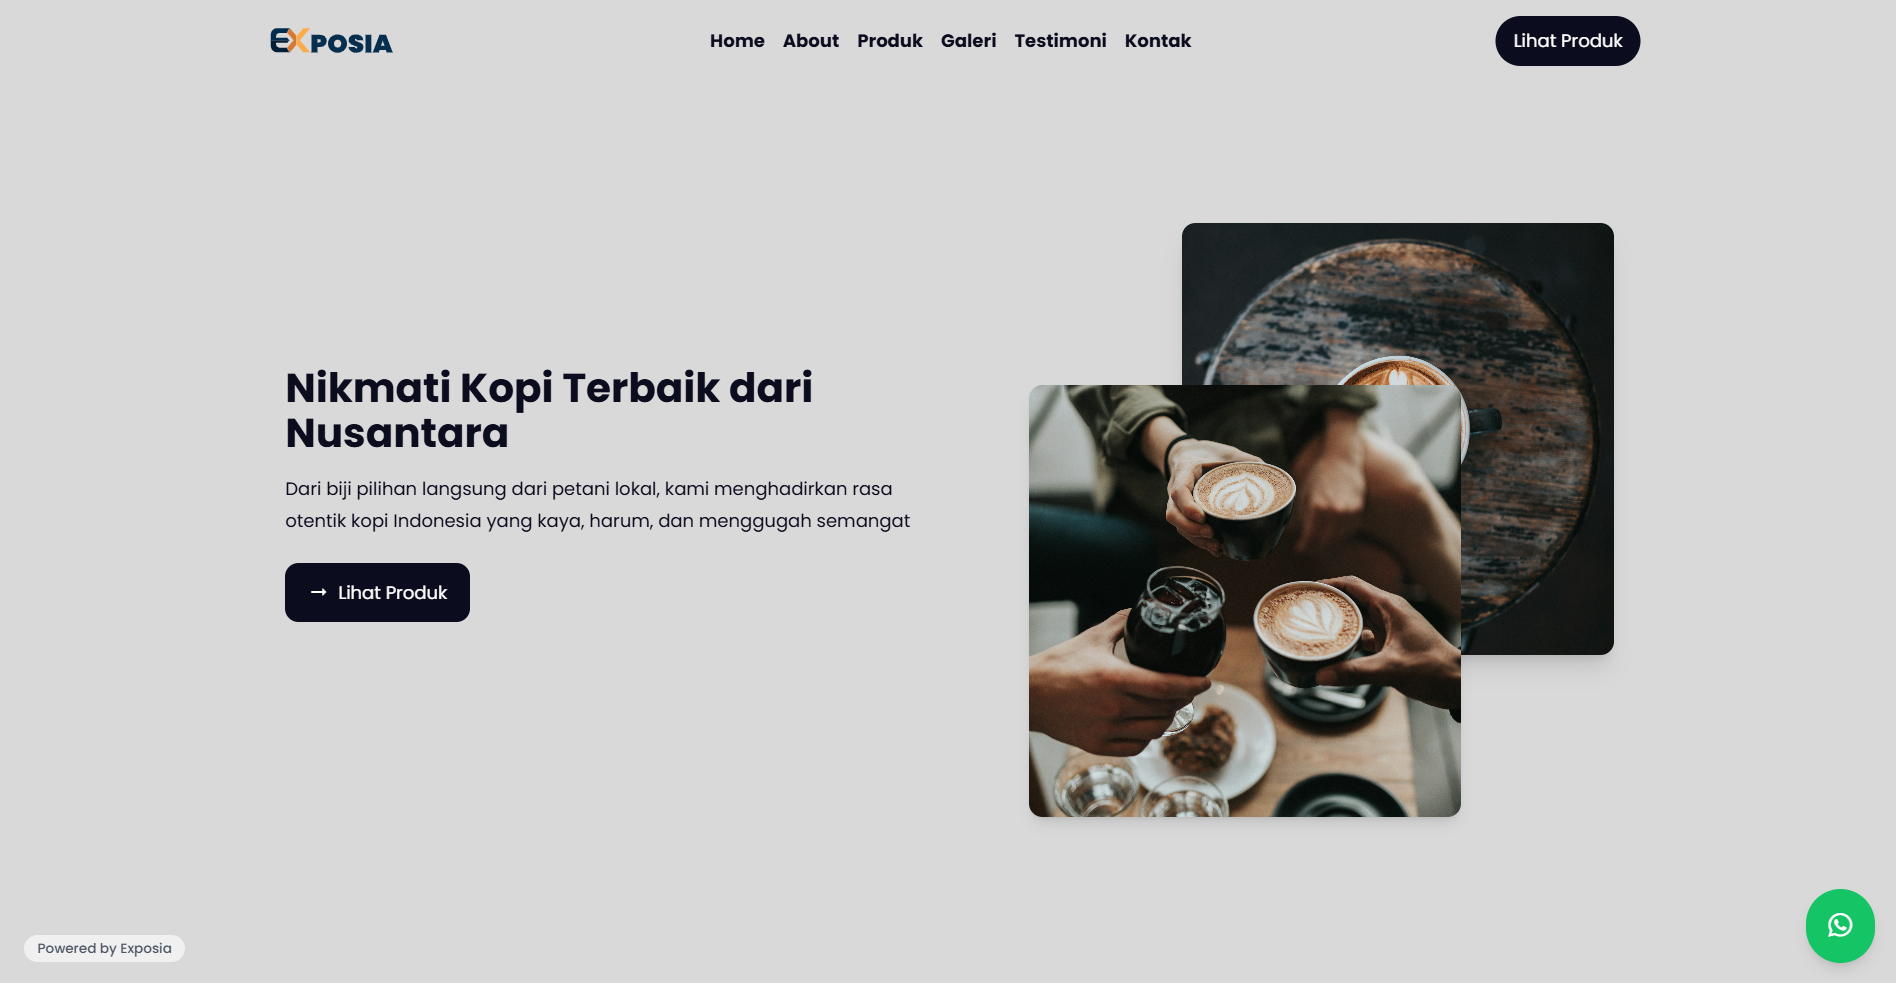 EXPOSIA
Home About Produk Galeri Testimoni Kontak
Lihat Produk
Nikmati Kopi Terbaik dari
Nusantara
Dari biji pilihan langsung dari petani lokal, kami menghadirkan rasa
otentik kopi Indonesia yang kaya, harum, dan menggugah semangat
→ Lihat Produk
Powered by Exposia